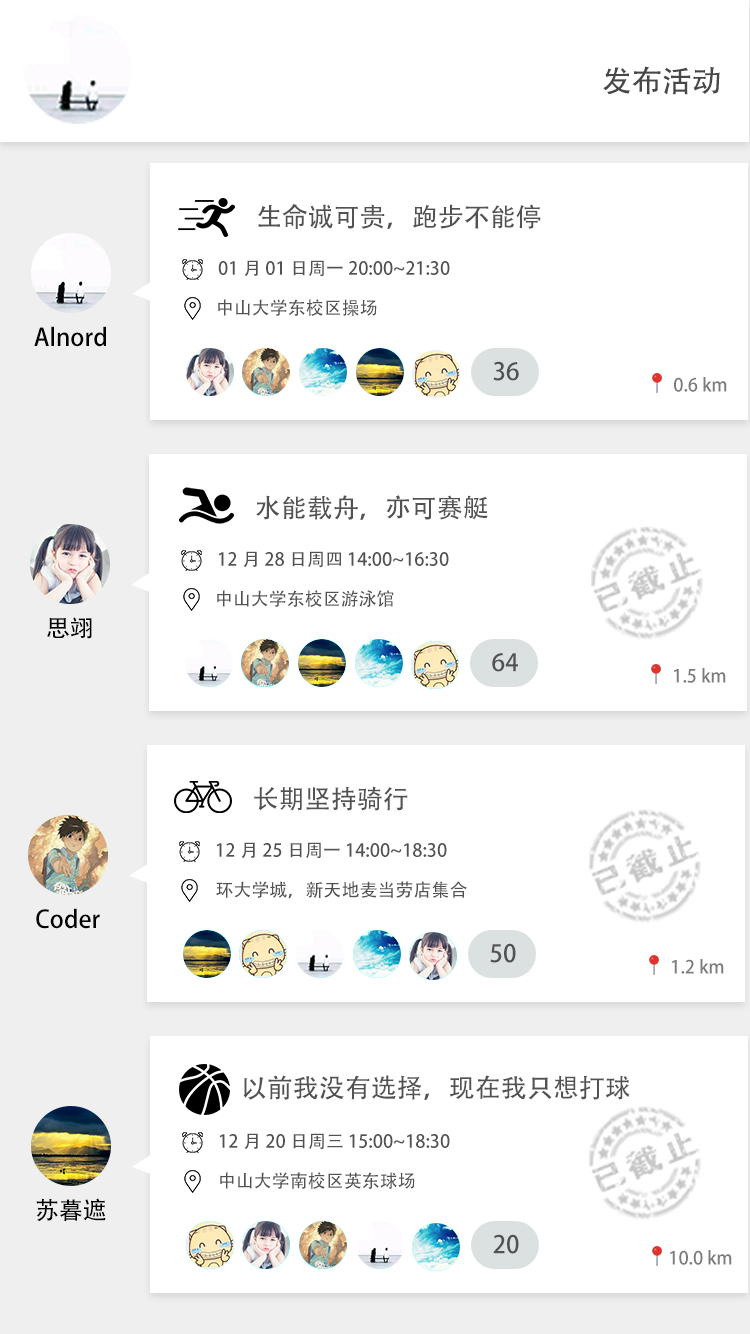 发布活动
生命诚可贵，跑步不能停
01 月 01 日周一 20:00~21:30
中山大学东校区操场
Alnord
36
0.6 km
水能载舟，亦可赛艇
12 月 28 日周四 14:00~16:30
已截止
中山大学东校区游泳馆
思翊
64
1.5 km
长期坚持骑行
12 月 25 日周一 14:00~18:30
已截止
环大学城，新天地麦当劳店集合
Coder
50
1.2 km
以前我没有选择，现在我只想打球
12 月 20 日周三 15:00~18:30
已截止
中山大学南校区英东球场
苏暮遮
20
10.0 km